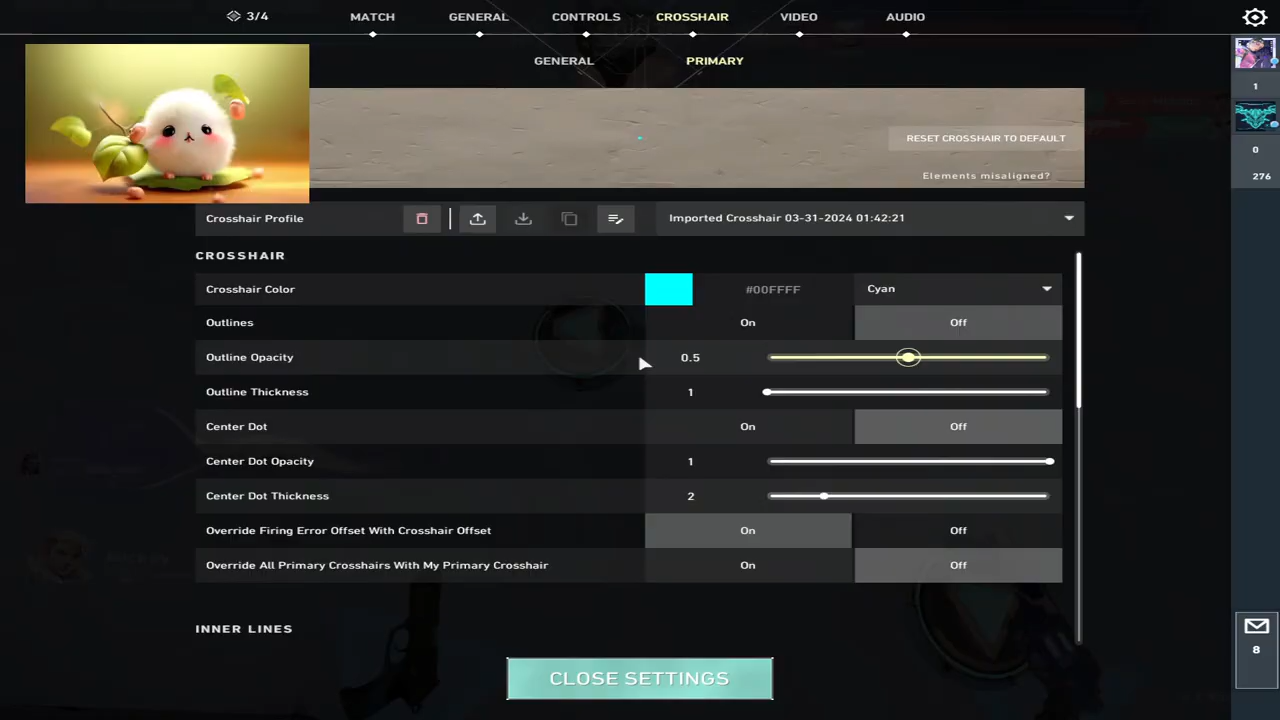 3/4
MATCH
GENERAL
CONTROLS
CROSSHAIR
VIDEO
AUDIO
GENERAL
PRIMARY
RESET CROSSHAIR TO DEFAULT
Elements misaligned?
Crosshair Profile
Imported Crosshair 03-31-2024 01:42:21
CROSSHAIR
Crosshair Color #00FFFF Cyan
Outlines On Off
Outline Opacity 0.5
Outline Thickness 1
Center Dot On Off
Center Dot Opacity 1
Center Dot Thickness 2
Override Firing Error Offset With Crosshair Offset On Off
Override All Primary Crosshairs With My Primary Crosshair On Off
INNER LINES
CLOSE SETTINGS
1
0
276
8